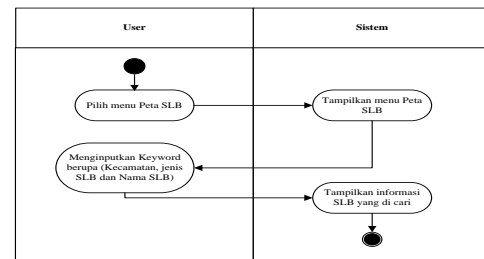 User
Sistem
Pilih menu Peta SLB
Tampilkan menu Peta
SLB
Menginputkan Keyword
berupa (Kecamatan, jenis
SLB dan Nama SLB)
Tampilkan informasi
SLB yang di cari